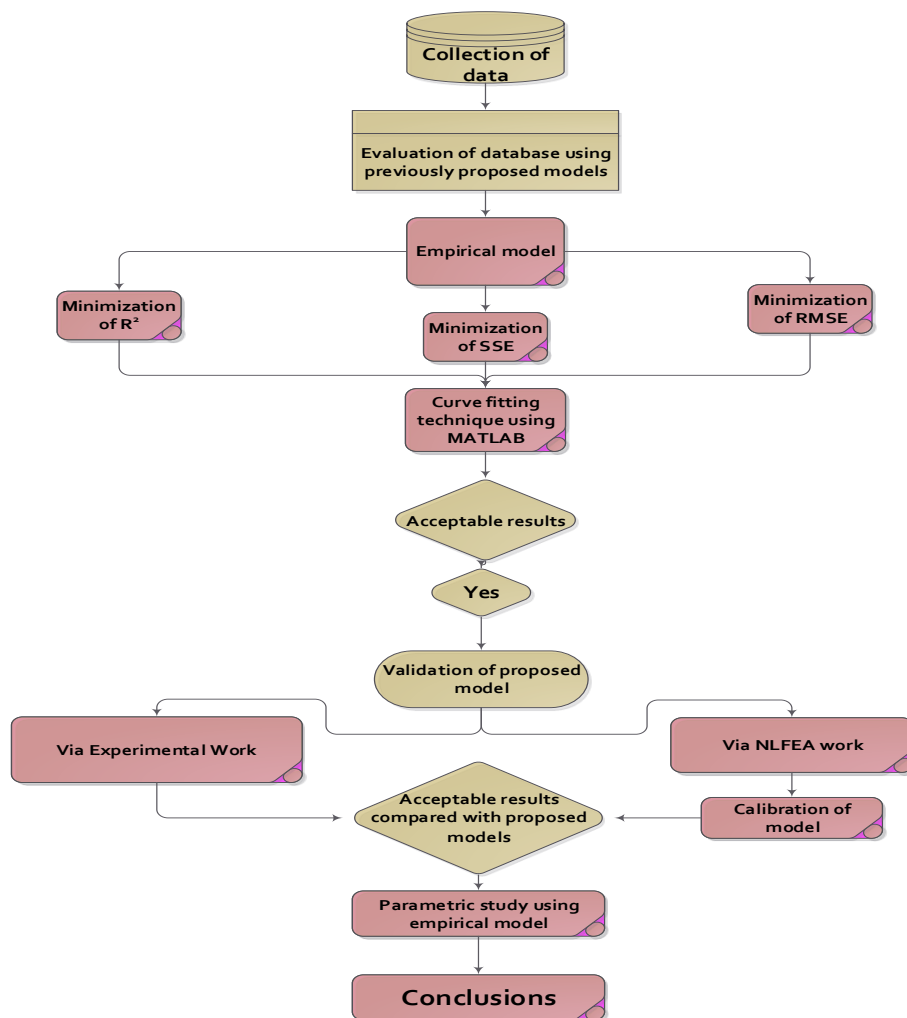 Collection of
data
Evaluation of database using
previously proposed models
Empirical model
Minimization
of R²
Minimization
of SSE
Minimization
of RMSE
Curve fitting
technique using
MATLAB
Acceptable results
Yes
Validation of proposed
model
Via Experimental Work
Via NLFEA work
Acceptable results
compared with proposed
models
Calibration of
model
Parametric study using
empirical model
Conclusions